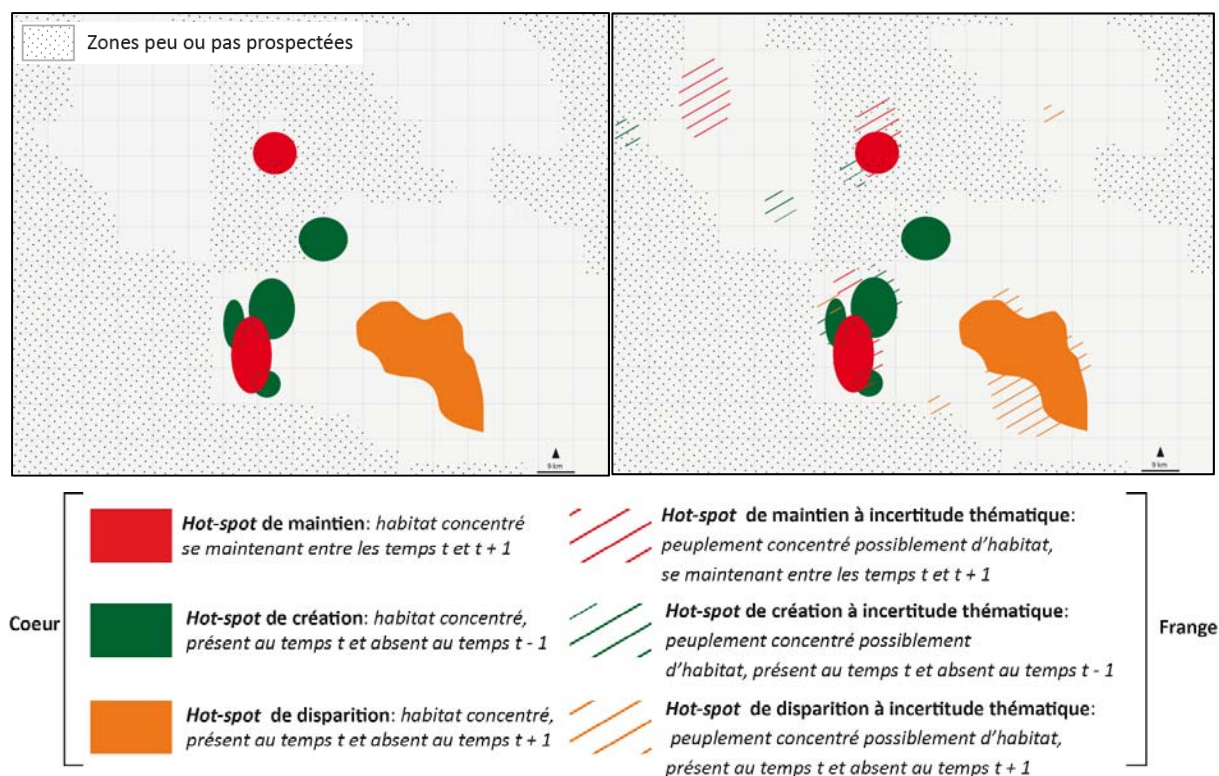 Zones peu ou pas prospectées
9 km
9 km
Coeur
Hot-spot de maintien: habitat concentré
se maintenant entre les temps t et t + 1
Hot-spot de création: habitat concentré,
présent au temps t et absent au temps t - 1
Hot-spot de disparition: habitat concentré,
présent au temps t et absent au temps t + 1
Hot-spot de maintien à incertitude thématique:
peuplement concentré possiblement d'habitat,
se maintenant entre les temps t et t + 1
Hot-spot de création à incertitude thématique:
peuplement concentré possiblement
d'habitat, présent au temps t et absent au temps t - 1
Hot-spot de disparition à incertitude thématique:
peuplement concentré possiblement d'habitat,
présent au temps t et absent au temps t + 1
Frange